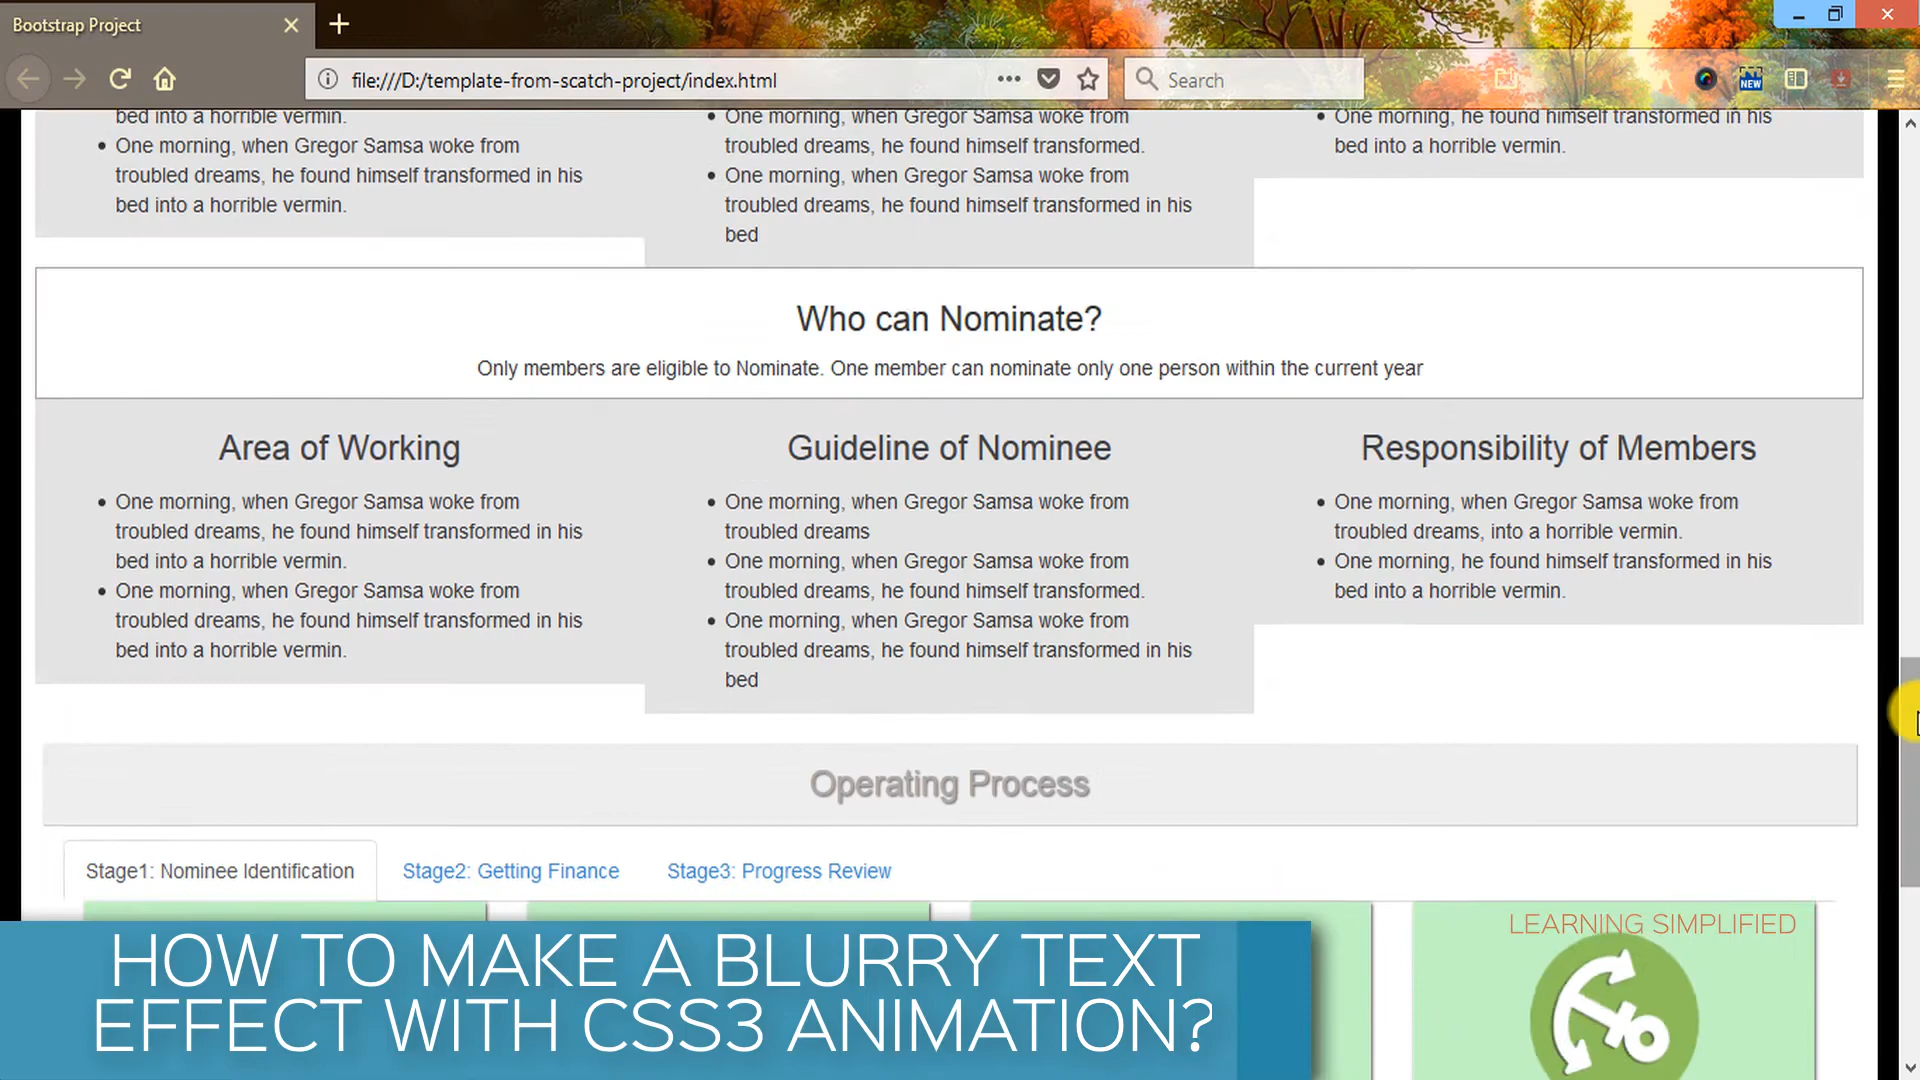 Bootstrap Project
file:///D:/template-from-scatch-project/index.html
Search
NEW
bed into a horrible vermin.
One morning, when Gregor Samsa woke from
troubled dreams, he found himself transformed in his
bed into a horrible vermin.
One morning, when Gregor Samsa woke from
troubled dreams, he found himself transformed.
One morning, when Gregor Samsa woke from
troubled dreams, he found himself transformed in his
bed
One morning, he found himself transformed in his
bed into a horrible vermin.
Who can Nominate?
Only members are eligible to Nominate. One member can nominate only one person within the current year
Area of Working
One morning, when Gregor Samsa woke from
troubled dreams, he found himself transformed in his
bed into a horrible vermin.
One morning, when Gregor Samsa woke from
troubled dreams, he found himself transformed in his
bed into a horrible vermin.
Guideline of Nominee
One morning, when Gregor Samsa woke from
troubled dreams
One morning, when Gregor Samsa woke from
troubled dreams, he found himself transformed.
One morning, when Gregor Samsa woke from
troubled dreams, he found himself transformed in his
bed
Responsibility of Members
One morning, when Gregor Samsa woke from
troubled dreams, into a horrible vermin.
One morning, he found himself transformed in his
bed into a horrible vermin.
Operating Process
Stage1: Nominee Identification
Stage2: Getting Finance
Stage3: Progress Review
LEARNING SIMPLIFIED
HOW TO MAKE A BLURRY TEXT
EFFECT WITH CSS3 ANIMATION?